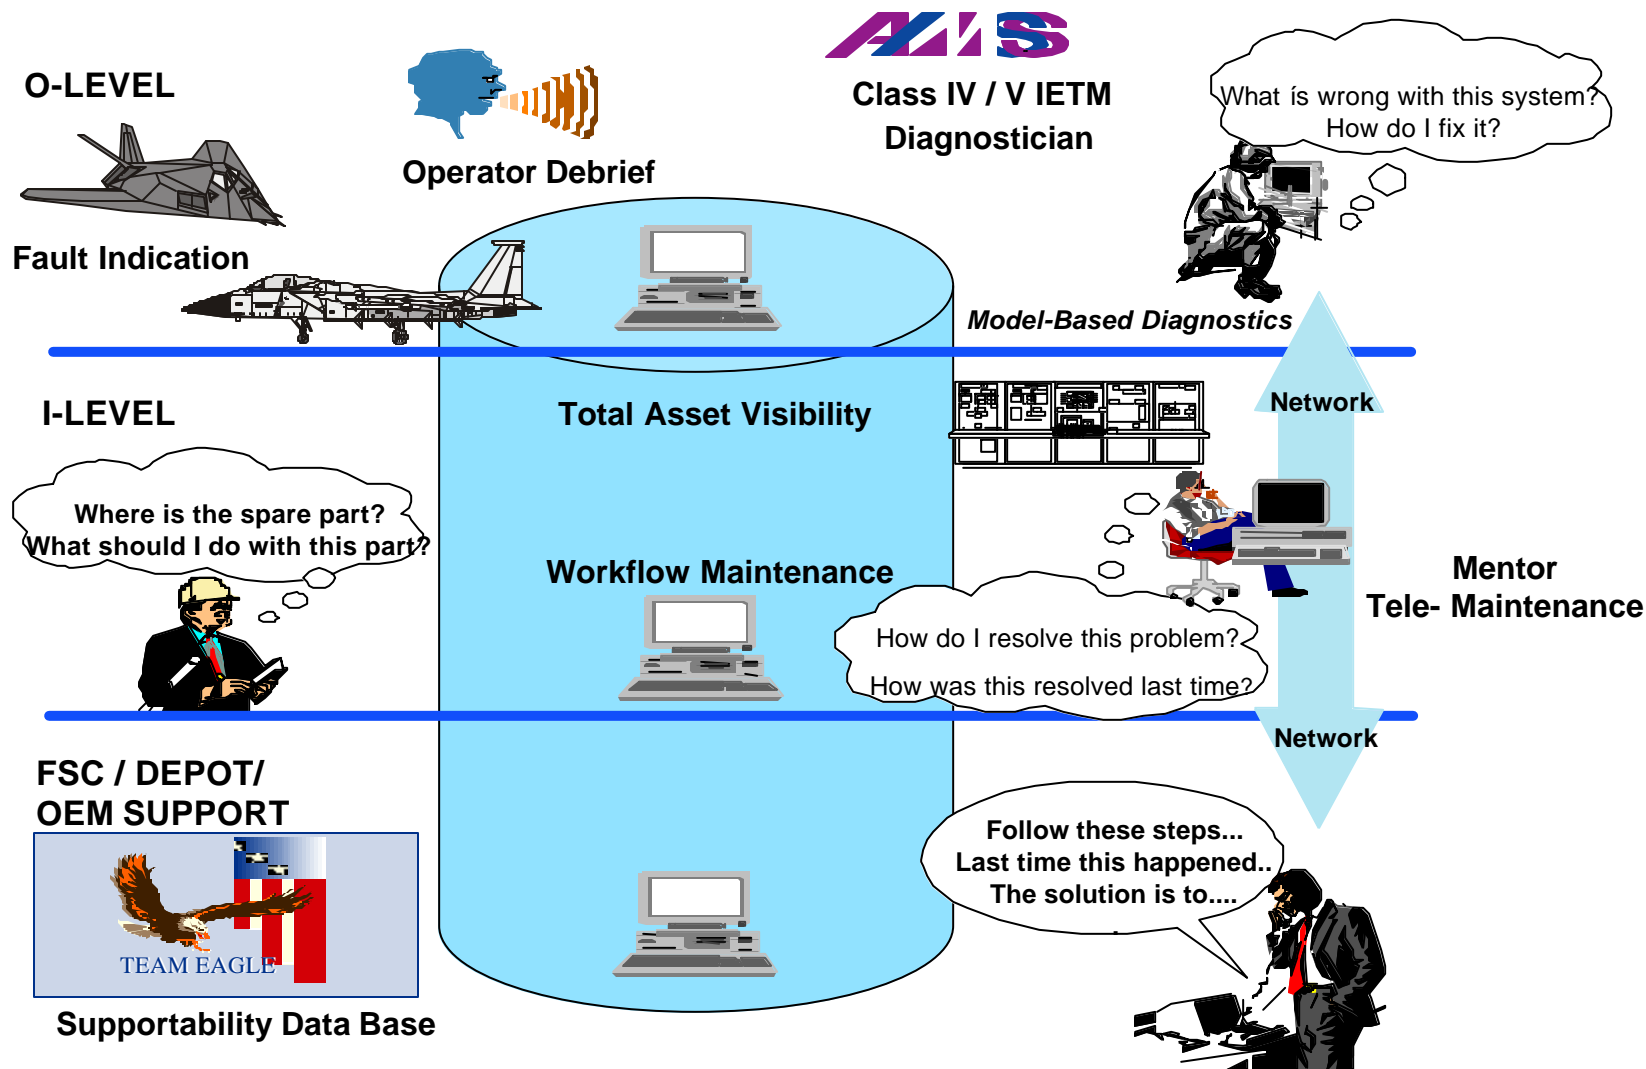 O-LEVEL
Operator Debrief
Fault Indication
Class IV / V IETM
Diagnostician
What ís wrong with this system?
How do I fix it?
Model-Based Diagnostics
I-LEVEL
Total Asset Visibility
Network
Where is the spare part?
What should I do with this part?
Workflow Maintenance
How do I resolve this problem?
How was this resolved last time?
Mentor
Tele- Maintenance
Network
FSC / DEPOT/
OEM SUPPORT
TEAM EAGLE
Supportability Data Base
Follow these steps...
Last time this happened..
The solution is to....